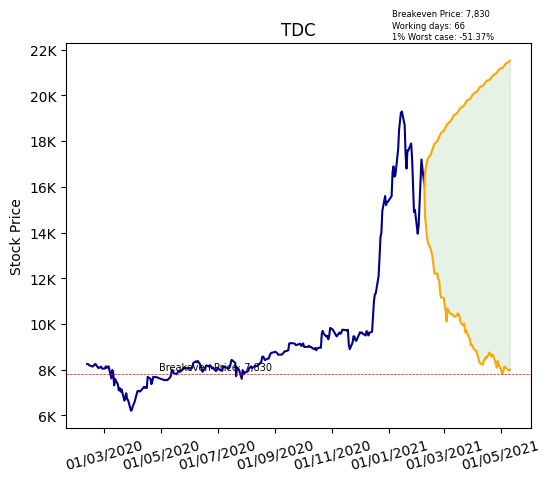 Breakeven Price: 7,830
Working days: 66
1% Worst case: -51.37%
TDC
Stock Price
22K
20K
18K
16K
14K
12K
10K
8K
6K
Breakeven Price: 7,830
01/03/2020
01/05/2020
01/07/2020
01/09/2020
01/11/2020
01/01/2021
01/03/2021
01/05/2021